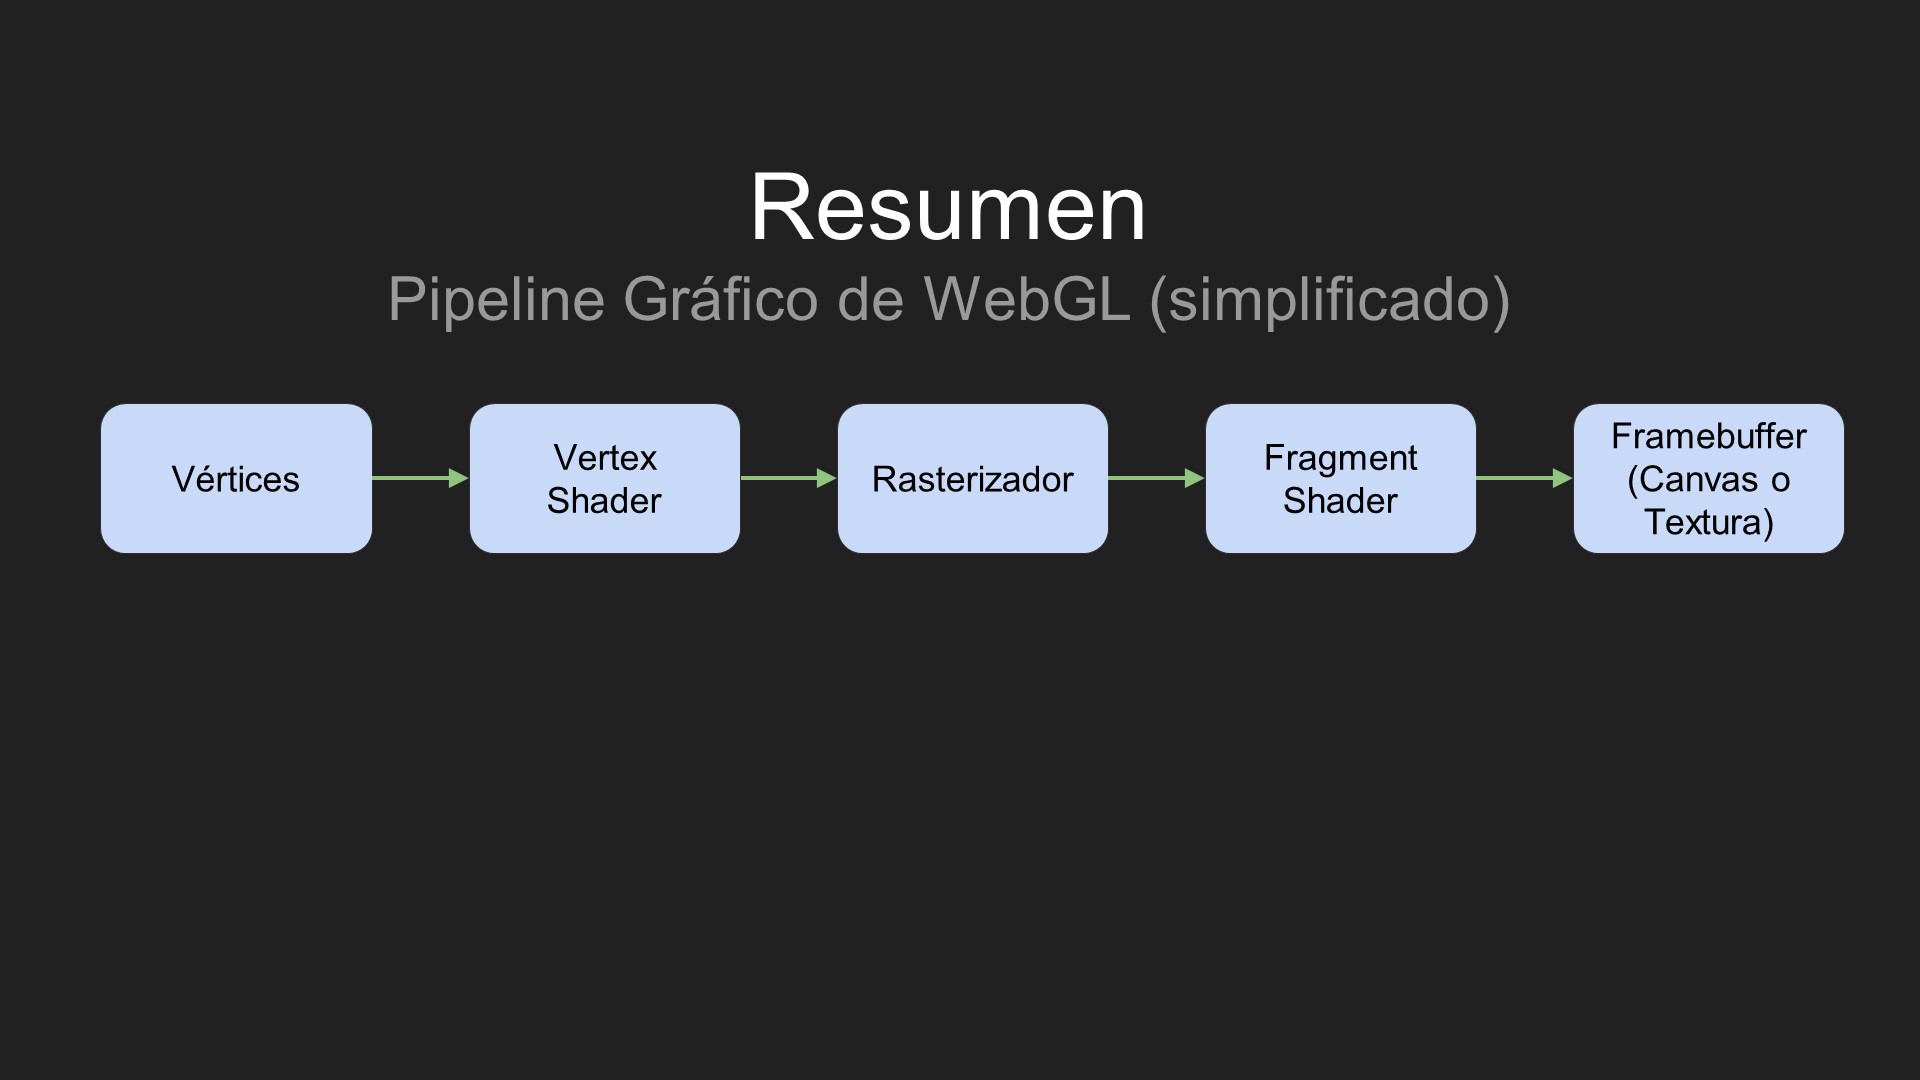 Resumen
Pipeline Gráfico de WebGL (simplificado)
Vértices
Vertex
Shader
Rasterizador
Fragment
Shader
Framebuffer
(Canvas o
Textura)